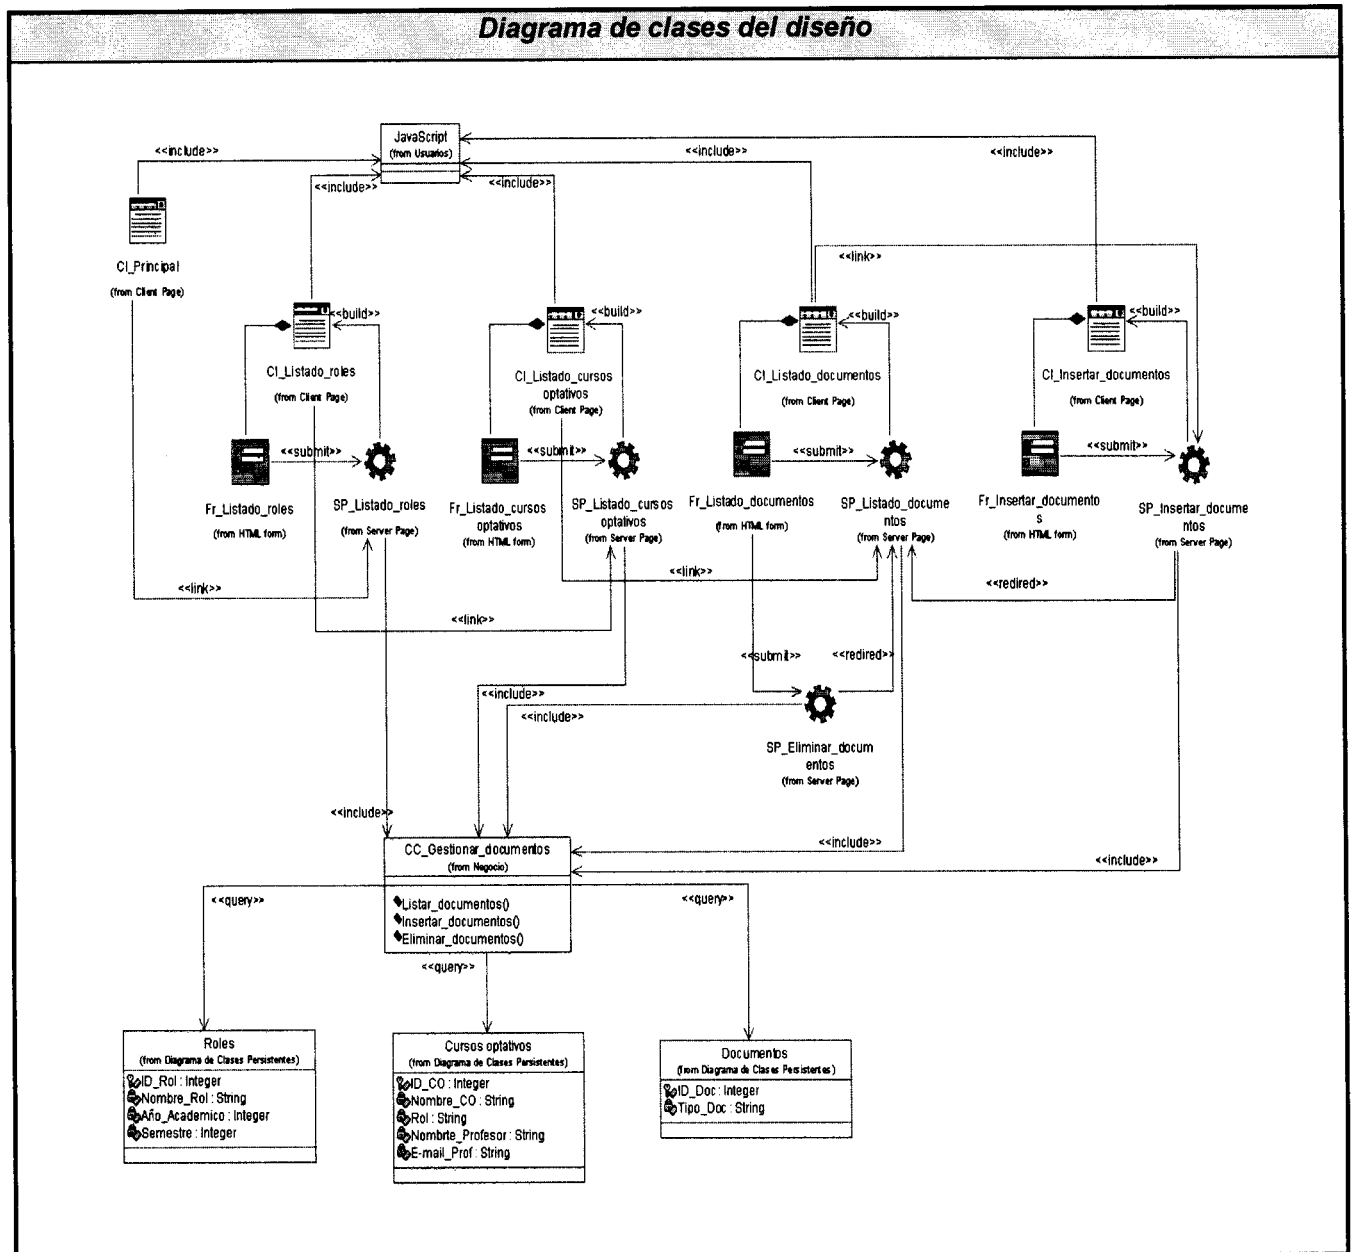 Diagrama de clases del diseño
JavaScript
(from Usuarios)
<<include>>
<<include>>
<<include>>
<<include>>
<<include>>
<<link>>
Cl_Principal
(from Client Page)
<<build>>
<<build>>
<<build>>
<<build>>
Cl_Listado_roles
(from Client Page)
Cl_Listado_cursos
optativos
(from Client Page)
Cl_Listado_documentos
(from Client Page)
Cl_Insertar_documentos
(from Client Page)
<<submit>>
<<submit>>
<<submit>>
<<submit>>
Fr_Listado_roles
(from HTML form)
SP_Listado_roles
(from Server Page)
Fr_Listado_cursos
optativos
(from HTML form)
SP_Listado_cursos
optativos
(from Server Page)
Fr_Listado_documentos
(from HTML form)
SP_Listado_docume
ntos
(from Server Page)
Fr_Insertar_documento
s
(from HTML form)
SP_Insertar_docume
ntos
(from Server Page)
<<link>>
<<link>>
<<redired>>
<<link>>
<<submit>>
<<redired>>
<<include>>
<<include>>
SP_Eliminar_docum
entos
(from Server Page)
<<include>>
<<include>>
<<include>>
CC_Gestionar_documentos
(from Negocio)
Listar_documentos()
Insertar_documentos()
Eliminar_documentos()
<<query>>
<<query>>
<<query>>
Roles
(from Diagrama de Clases Persistentes)
ID_Rol : Integer
Nombre_Rol : String
Año_Academico : Integer
Semestre : Integer
Cursos optativos
(from Diagrama de Clases Persistentes)
ID_CO : Integer
Nombre_CO : String
Rol : String
Nombrte_Profesor : String
E-mail_Prof : String
Documentos
(from Diagrama de Clases Persistentes)
ID_Doc : Integer
Tipo_Doc : String